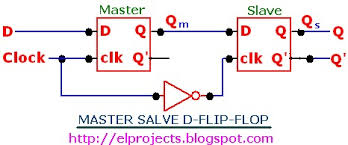 Master Slave
D D Q Qm D Q Qs Q
Clock clk Q' clk Q' Q'
MASTER SALVE D-FLIP-FLOP
http://elprojects.blogspot.com